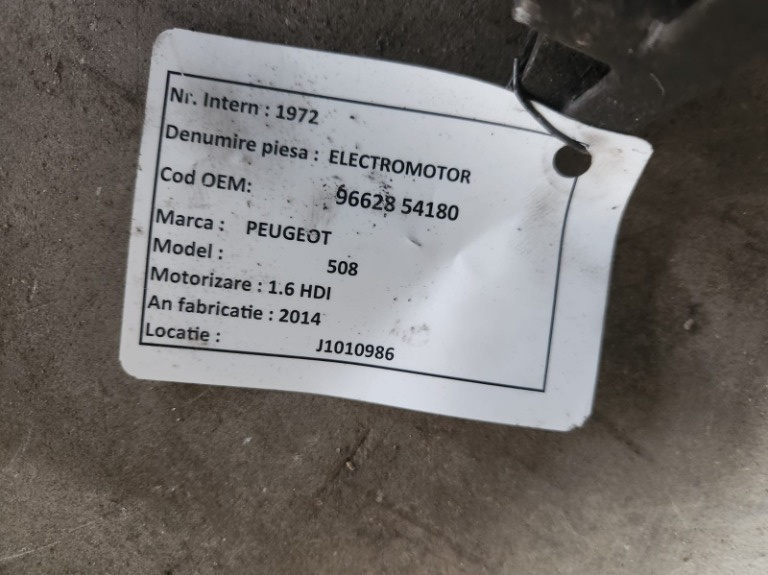 Nr. Intern : 1972
Denumire piesa : ELECTROMOTOR
Cod OEM: 96628 54180
Marca : PEUGEOT
Model : 508
Motorizare : 1.6 HDI
An fabricatie : 2014
Locatie : J1010986